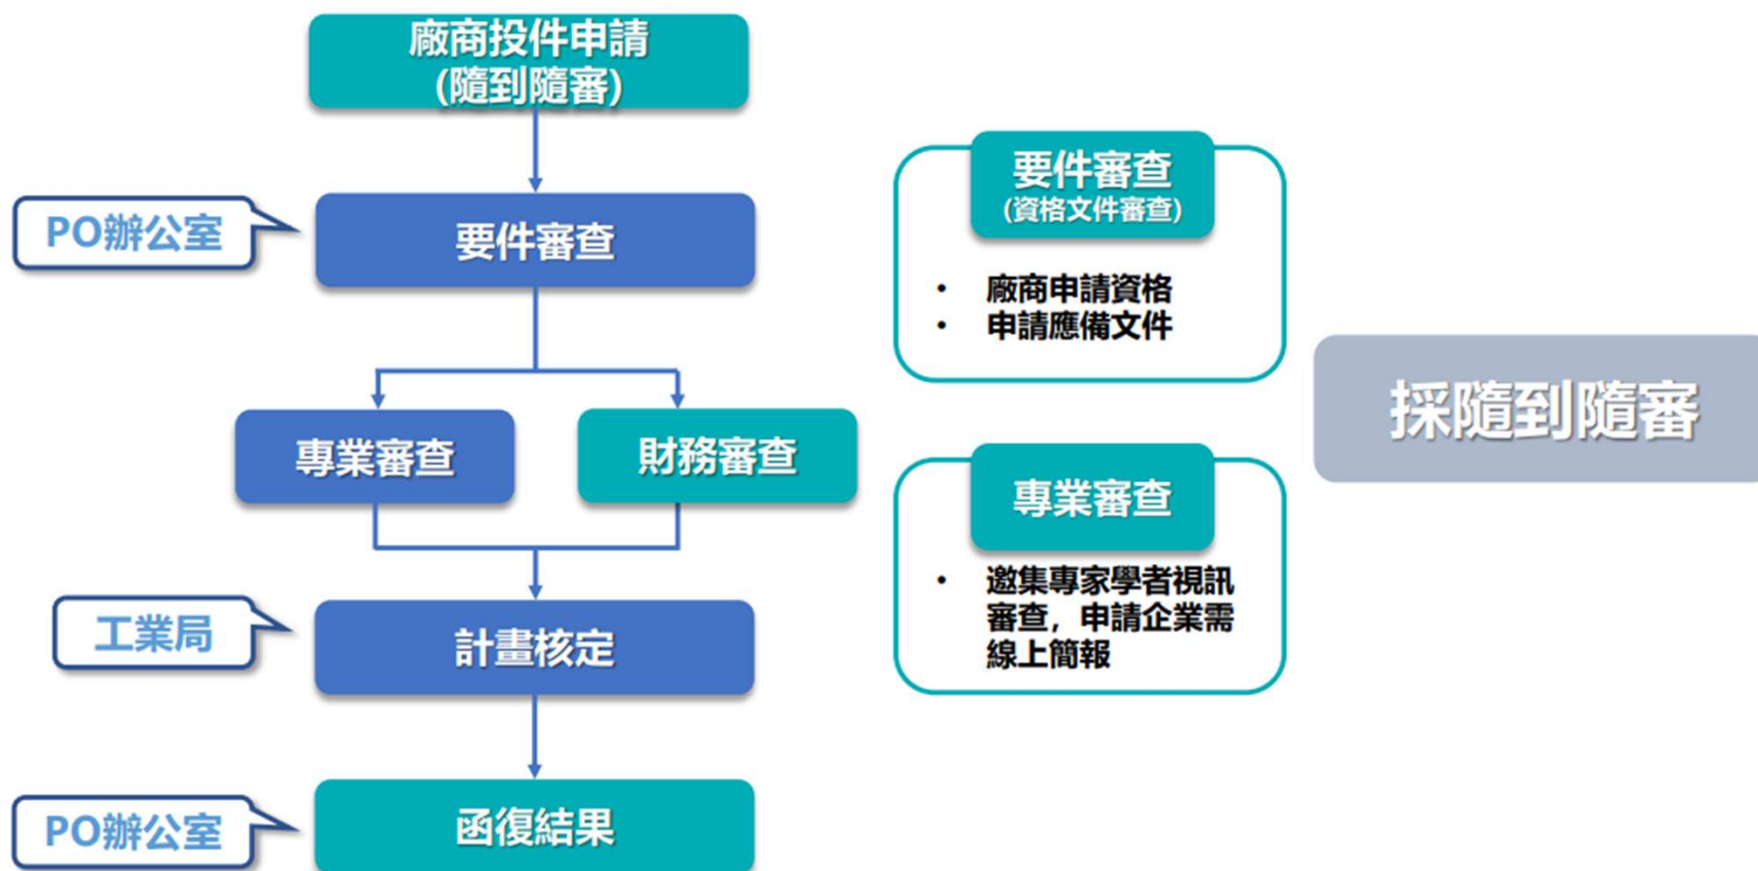 廠商投件申請
(隨到隨審)
PO辦公室
要件審查
專業審查
財務審查
工業局
計畫核定
PO辦公室
函復結果
要件審查
(資格文件審查)
• 廠商申請資格
• 申請應備文件
專業審查
• 邀集專家學者視訊
審查，申請企業需
線上簡報
採隨到隨審